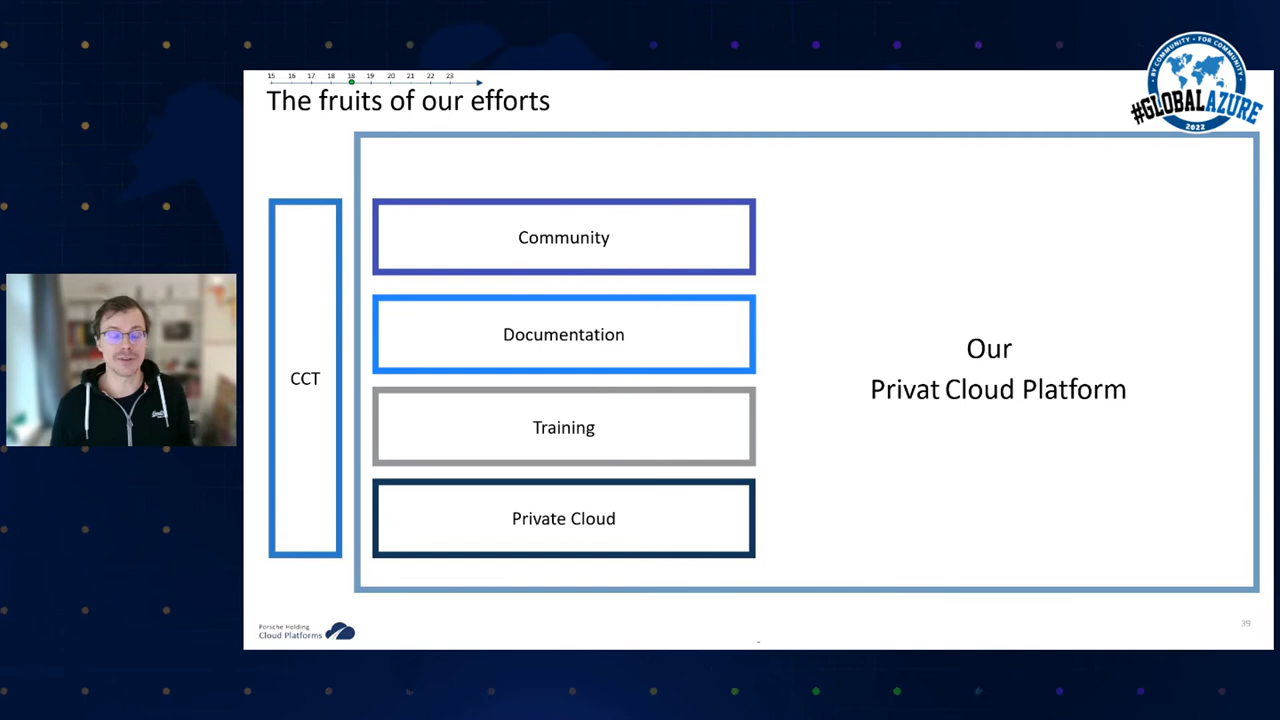 15 16 17 18 18 19 20 21 22 23
The fruits of our efforts
BY COMMUNITY • FOR COMMUNITY
#GLOBALAZURE
2022
Community
Documentation
CCT
Training
Private Cloud
Our
Privat Cloud Platform
Porsche Holding
Cloud Platforms
39